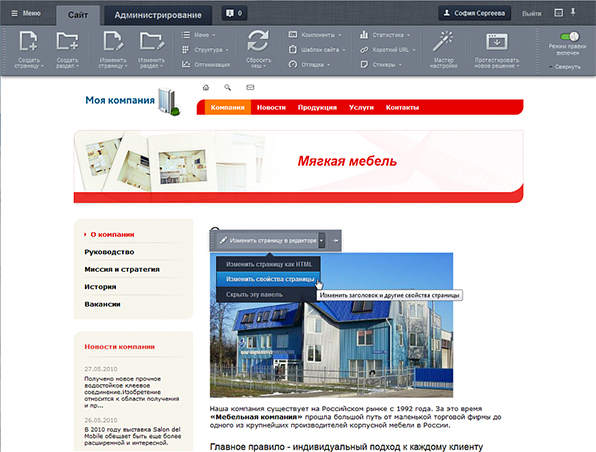 Меню
Сайт
Администрирование
0
София Сергеева
Выйти
Создать страницу
Создать раздел
Изменить страницу
Изменить раздел
Меню
Структура
Оптимизация
Сбросить кеш
Компоненты
Шаблон сайта
Отладка
Статистика
Короткий URL
Стикеры
Мастер настройки
Протестировать новое решение
Режим правки включен
Свернуть
Моя компания
Компания
Новости
Продукция
Услуги
Контакты
Мягкая мебель
О компании
Руководство
Миссия и стратегия
История
Вакансии
Изменить страницу в редакторе
Изменить страницу как HTML
Изменить свойства страницы
Скрыть эту панель
Изменить заголовок и другие свойства страницы
Новости компании
27.05.2010
Получено новое прочное
водостойкое клеевое
соединение.Изобретение
относится к области получения
и пр...
26.05.2010
В 2010 году выставка Salon del
Mobile обещает быть еще более
расширенной и интересной.
Наша компания существует на Российском рынке с 1992 года. За это время
«Мебельная компания» прошла большой путь от маленькой торговой фирмы до
одного из крупнейших производителей корпусной мебели в России.
Главное правило - индивидуальный подход к каждому клиенту